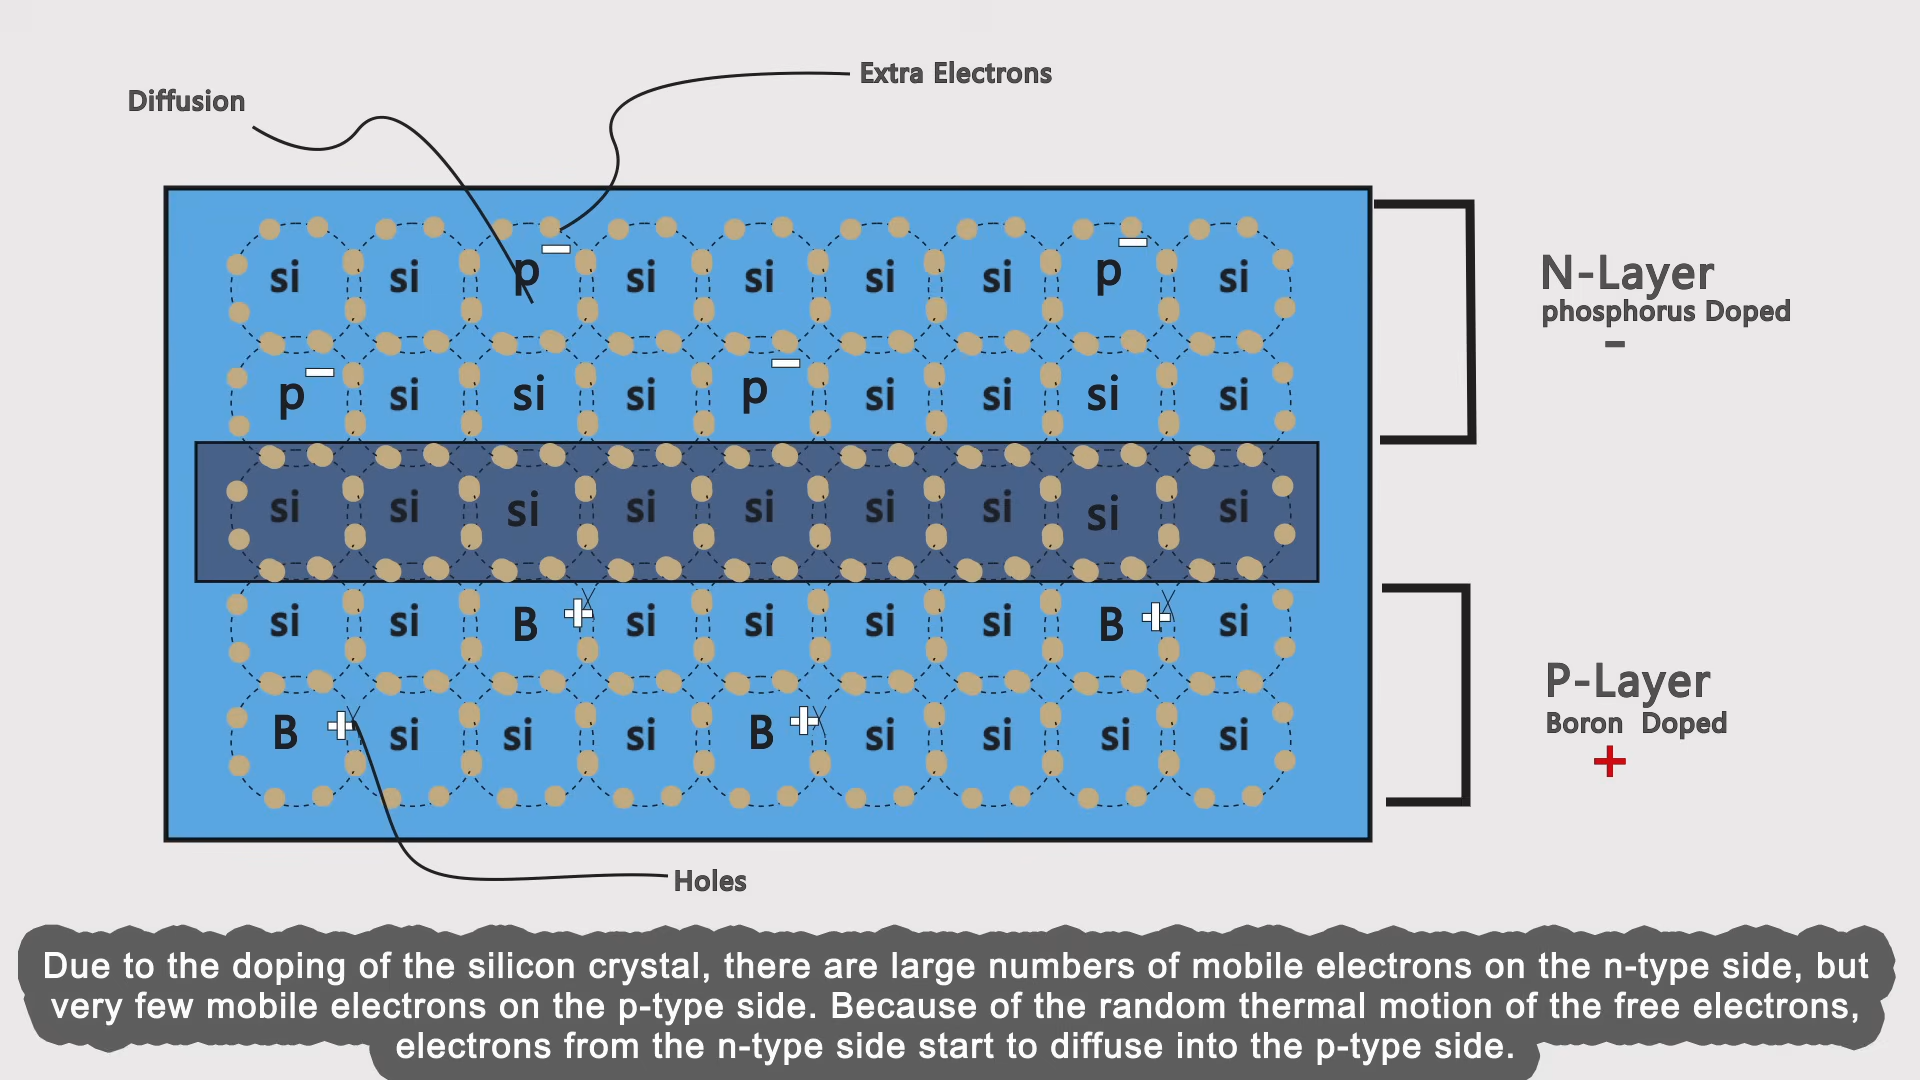 Extra Electrons
Diffusion
si si p si si si si p si
N-Layer
phosphorus Doped
−
p si si si p si si si si
si si si si si si si si si
si si B + si si si si B + si
P-Layer
Boron Doped
+
B + si si si B + si si si si
Holes
Due to the doping of the silicon crystal, there are large numbers of mobile electrons on the n-type side, but
very few mobile electrons on the p-type side. Because of the random thermal motion of the free electrons,
electrons from the n-type side start to diffuse into the p-type side.